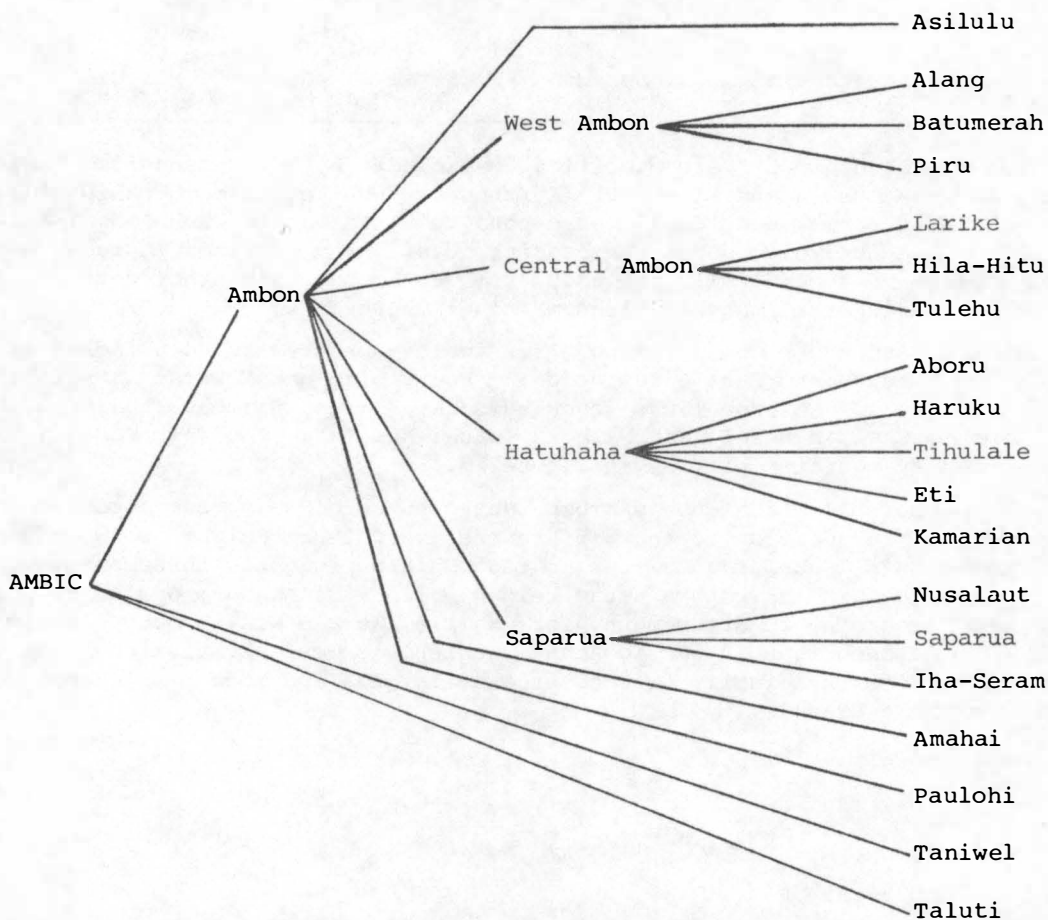 Asilulu
Alang
West Ambon
Batumerah
Piru
Larike
Central Ambon
Hila-Hitu
Ambon
Tulehu
Aboru
Haruku
Hatuhaha
Tihulale
Eti
Kamarian
AMBIC
Nusalaut
Saparua
Saparua
Iha-Seram
Amahai
Paulohi
Taniwel
Taluti